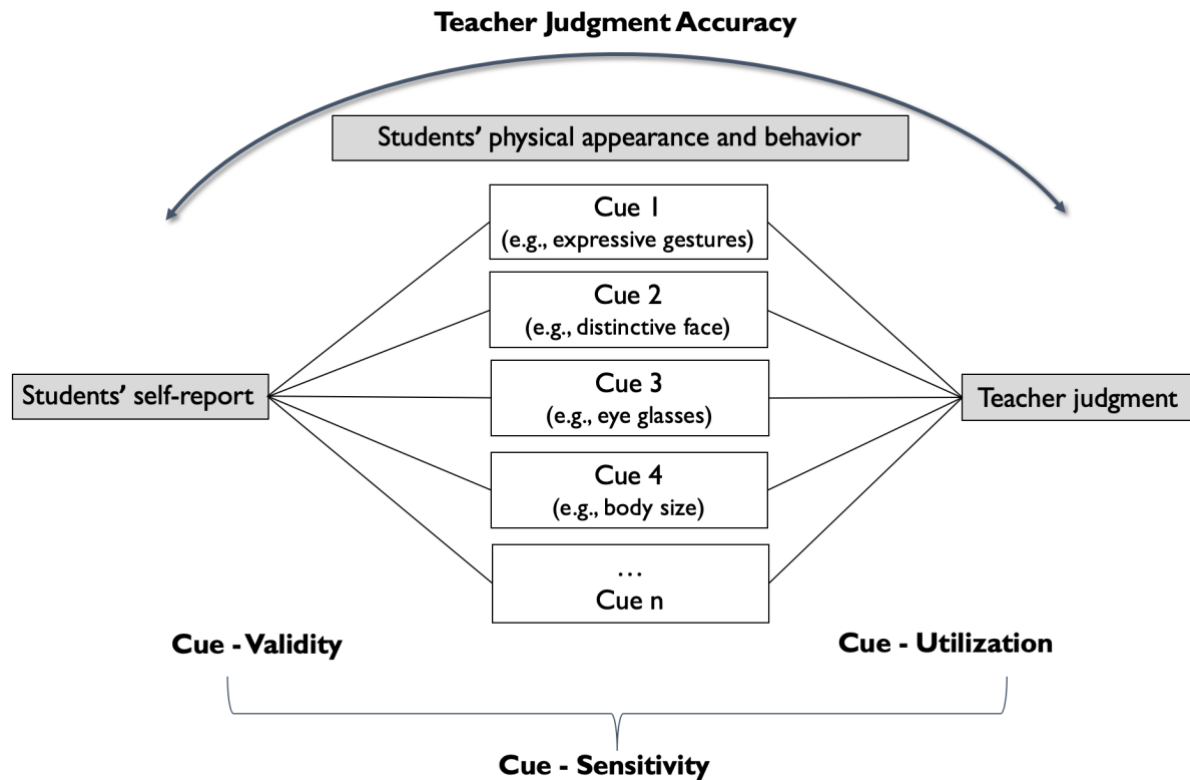 Teacher Judgment Accuracy
Students’ physical appearance and behavior
Cue 1
(e.g., expressive gestures)
Cue 2
(e.g., distinctive face)
Students’ self-report
Cue 3
(e.g., eye glasses)
Teacher judgment
Cue 4
(e.g., body size)
…
Cue n
Cue - Validity
Cue - Utilization
Cue - Sensitivity